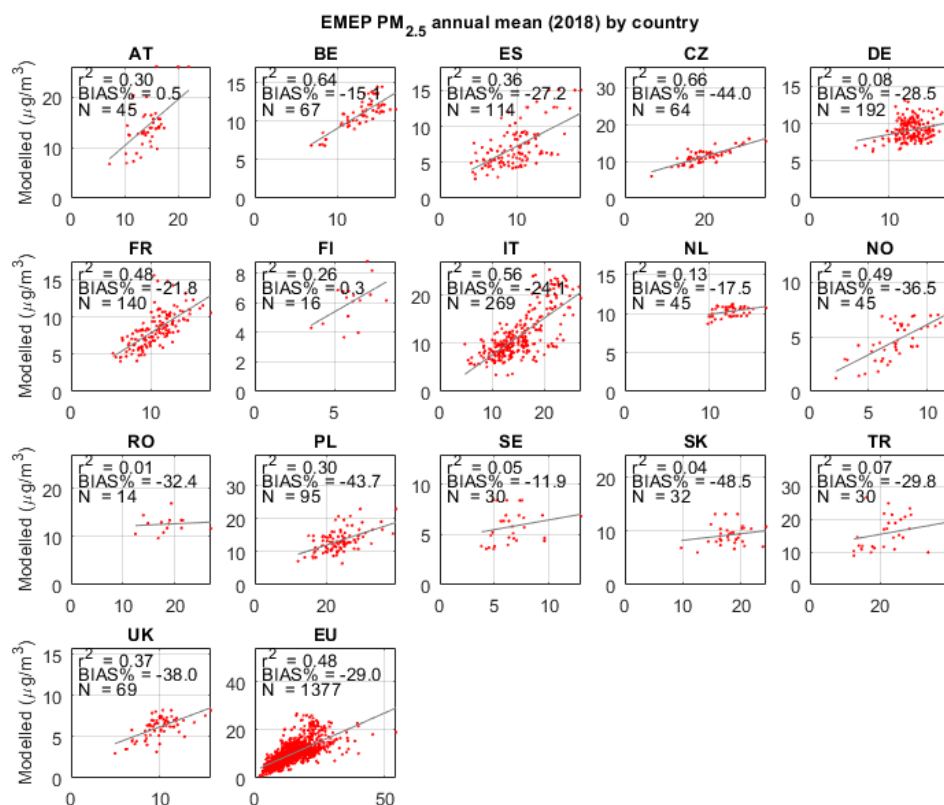 EMEP PM2.5 annual mean (2018) by country
AT
r² = 0.30
BIAS% = 0.5
N = 45
Modelled (μg/m³)
20
10
0
0 10 20
BE
r² = 0.64
BIAS% = -15.4
N = 67
15
10
5
0
0 10
ES
r² = 0.36
BIAS% = -27.2
N = 114
15
10
5
0
0 10
CZ
r² = 0.66
BIAS% = -44.0
N = 64
30
20
10
0
0 20
DE
r² = 0.08
BIAS% = -28.5
N = 192
15
10
5
0
0 10
FR
r² = 0.48
BIAS% = -21.8
N = 140
Modelled (μg/m³)
15
10
5
0
0 10
FI
r² = 0.26
BIAS% = 0.3
N = 16
8
6
4
2
0
0 5
IT
r² = 0.56
BIAS% = -24.1
N = 269
20
10
0
0 10 20
NL
r² = 0.13
BIAS% = -17.5
N = 45
15
10
5
0
0 10
NO
r² = 0.49
BIAS% = -36.5
N = 45
10
5
0
0 5 10
RO
r² = 0.01
BIAS% = -32.4
N = 14
Modelled (μg/m³)
20
10
0
0 20
PL
r² = 0.30
BIAS% = -43.7
N = 95
30
20
10
0
0 20
SE
r² = 0.05
BIAS% = -11.9
N = 30
10
5
0
0 5 10
SK
r² = 0.04
BIAS% = -48.5
N = 32
20
10
0
0 10 20
TR
r² = 0.07
BIAS% = -29.8
N = 30
30
20
10
0
0 20
UK
r² = 0.37
BIAS% = -38.0
N = 69
Modelled (μg/m³)
15
10
5
0
0 10
EU
r² = 0.48
BIAS% = -29.0
N = 1377
40
20
0
0 50